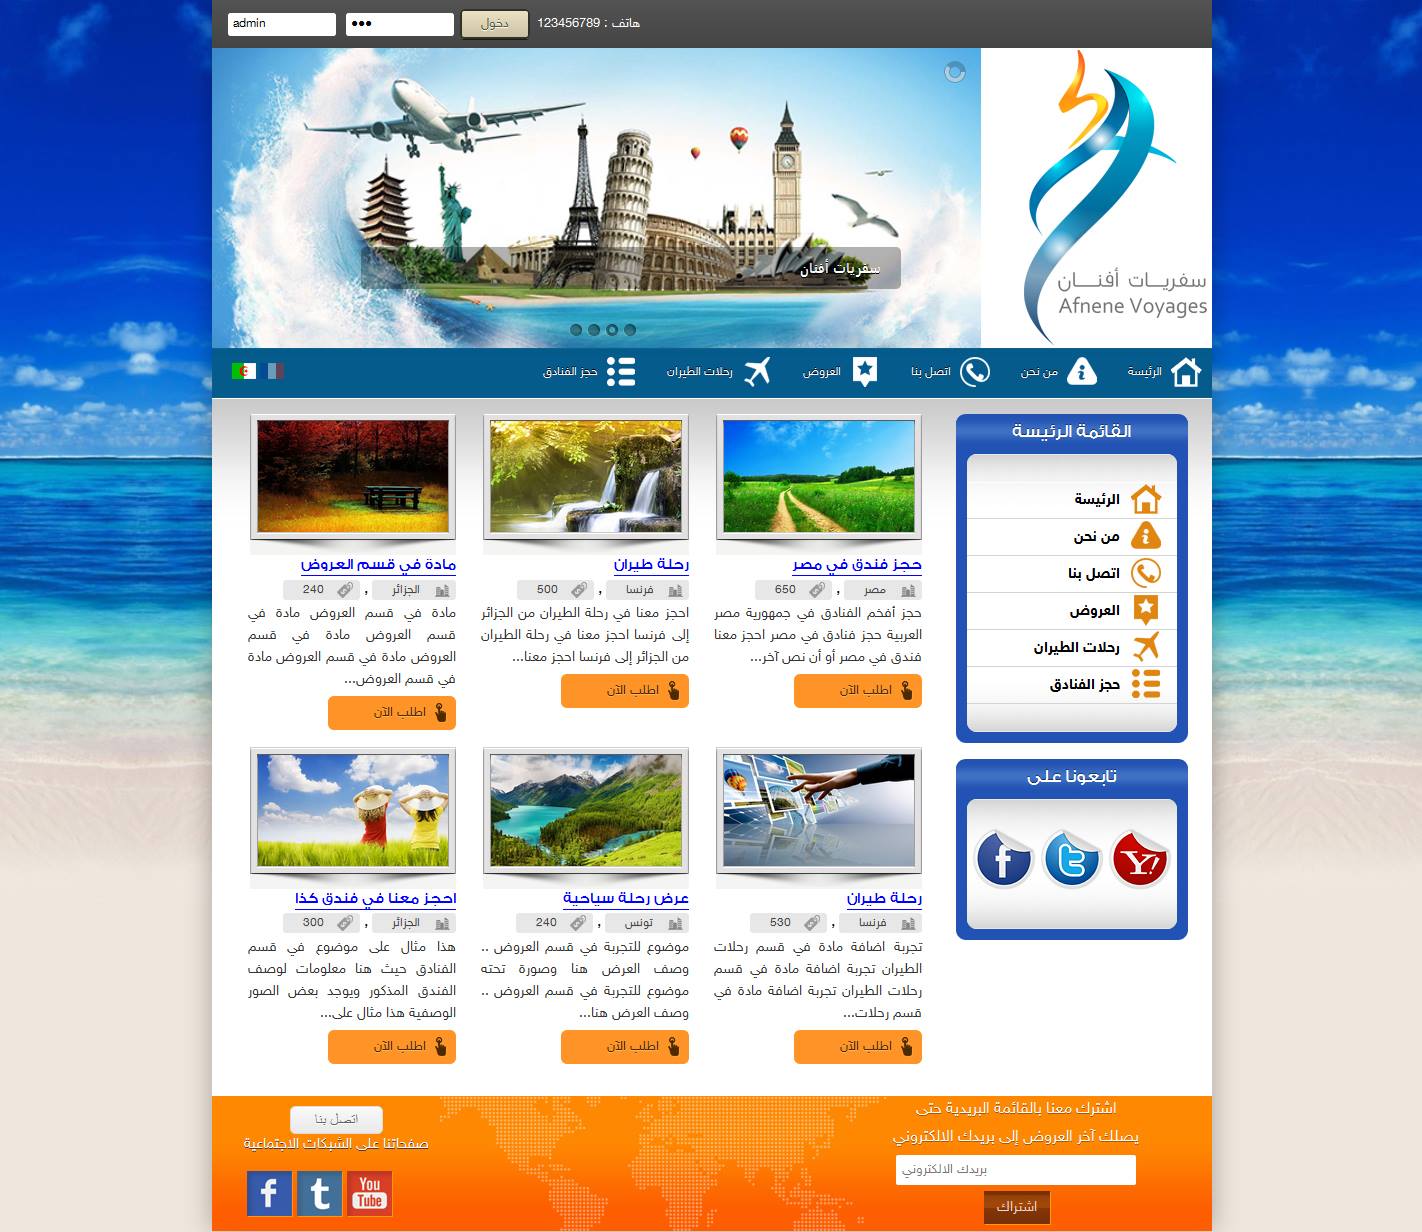 admin
دخول
هاتف : 123456789
سفريات أفنان
سفريات أفنان
Afnene Voyages
الرئيسة
من نحن
اتصل بنا
العروض
رحلات الطيران
حجز الفنادق
القائمة الرئيسة
الرئيسة
من نحن
اتصل بنا
العروض
رحلات الطيران
حجز الفنادق
تابعونا على
f
t
Y!
حجز فندق في مصر
مصر , 650
حجز أفخم الفنادق في جمهورية مصر
العربية حجز فنادق في مصر احجز معنا
فندق في مصر أو أن نص آخر...
اطلب الآن
رحلة طيران
فرنسا , 500
احجز معنا في رحلة الطيران من الجزائر
إلى فرنسا احجز معنا في رحلة الطيران
من الجزائر إلى فرنسا احجز معنا...
اطلب الآن
مادة في قسم العروض
الجزائر , 240
مادة في قسم العروض مادة في
قسم العروض مادة في قسم
العروض مادة في قسم العروض مادة
في قسم العروض...
اطلب الآن
رحلة طيران
فرنسا , 530
تجربة اضافة مادة في قسم رحلات
الطيران تجربة اضافة مادة في قسم
رحلات الطيران تجربة اضافة مادة في
قسم رحلات...
اطلب الآن
عرض رحلة سياحية
تونس , 240
موضوع للتجربة في قسم العروض ..
وصف العرض هنا وصورة تحته
موضوع للتجربة في قسم العروض ..
وصف العرض هنا...
اطلب الآن
احجز معنا في فندق كذا
الجزائر , 300
هذا مثال على موضوع في قسم
الفنادق حيث هنا معلومات لوصف
الفندق المذكور ويوجد بعض الصور
الوصفية هذا مثال على...
اطلب الآن
اشترك معنا بالقائمة البريدية حتى
يصلك آخر العروض إلى بريدك الالكتروني
بريدك الالكتروني
اشتراك
اتصل بنا
صفحاتنا على الشبكات الاجتماعية
f
t
You
Tube